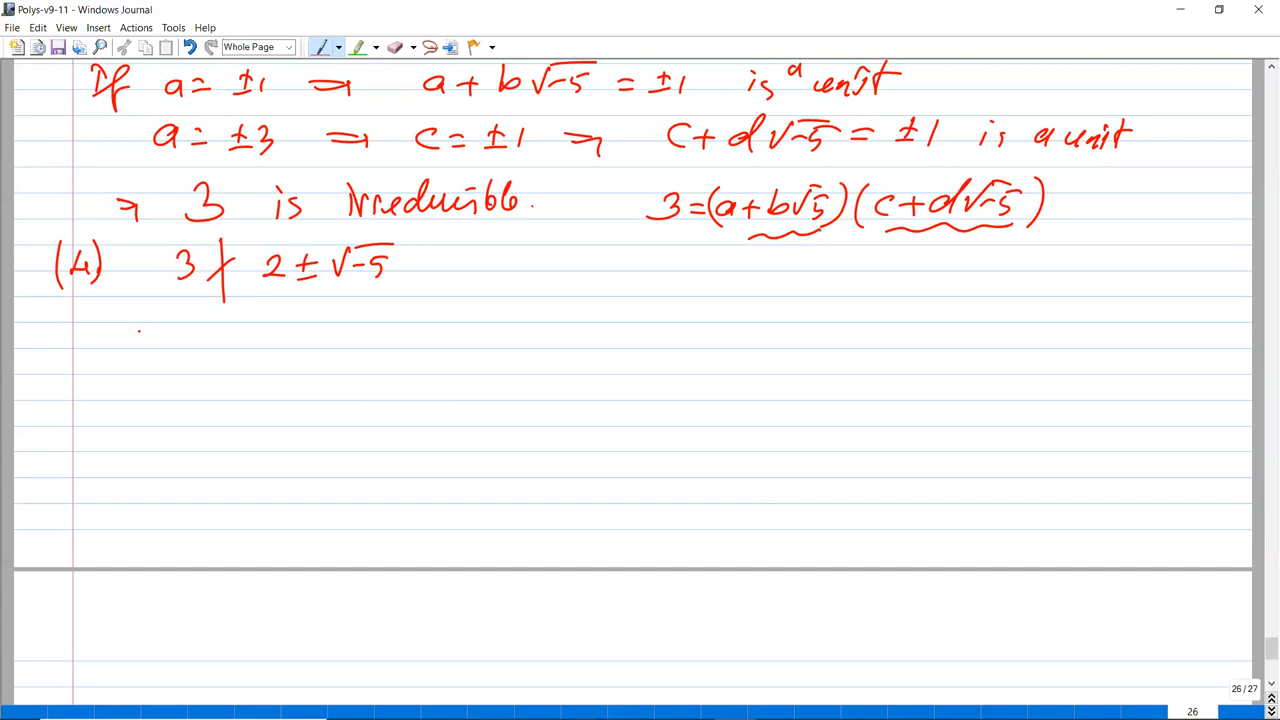 Polys-v9-11 - Windows Journal
File Edit View Insert Actions Tools Help
Whole Page
If a = ±1 ⇒ a + b√-5 = ±1 is a unit
a = ±3 ⇒ c = ±1 ⇒ c + d√-5 = ±1 is a unit
⇒ 3 is irreducible. 3 = (a + b√5)(c + d√-5)
(4) 3 ∤ 2 ± √-5
26/27
26